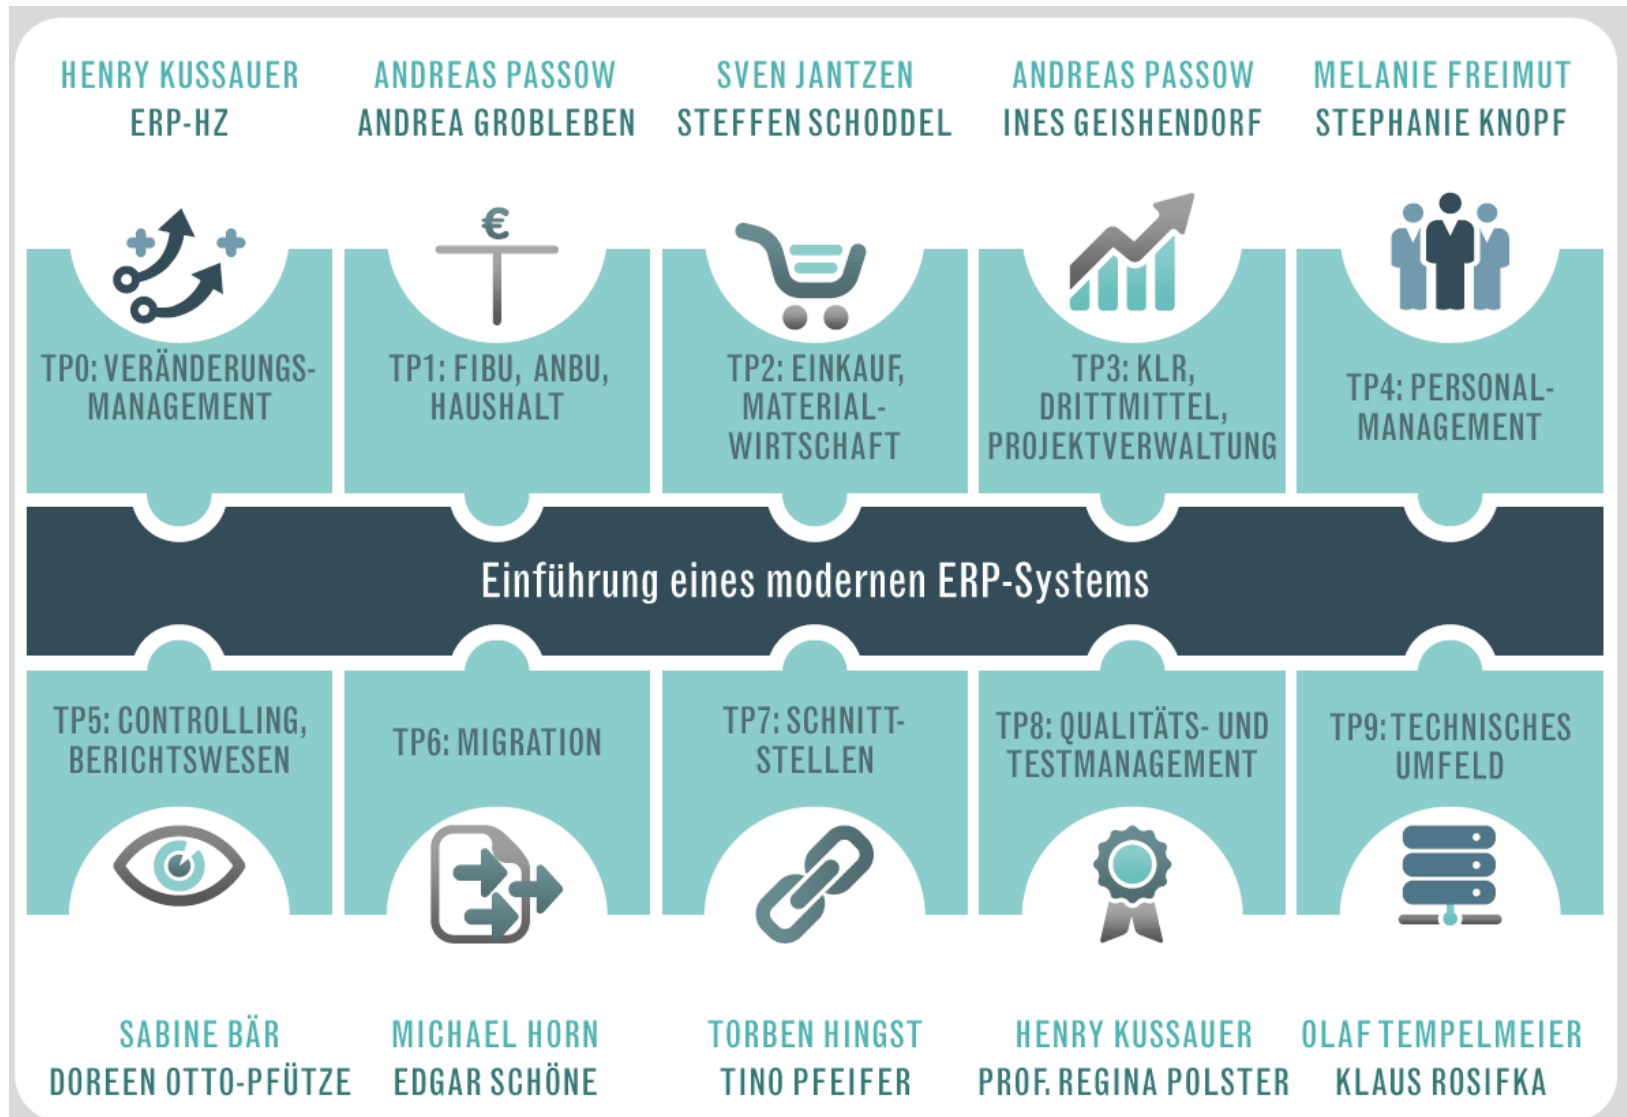 HENRY KUSSAUER
ERP-HZ
ANDREAS PASSOW
ANDREA GROBLEBEN
SVEN JANTZEN
STEFFEN SCHODDEL
ANDREAS PASSOW
INES GEISHENDORF
MELANIE FREIMUT
STEPHANIE KNOPF
€
TP0: VERÄNDERUNGS-
MANAGEMENT
TP1: FIBU, ANBU,
HAUSHALT
TP2: EINKAUF,
MATERIAL-
WIRTSCHAFT
TP3: KLR,
DRITTMITTEL,
PROJEKTVERWALTUNG
TP4: PERSONAL-
MANAGEMENT
Einführung eines modernen ERP-Systems
TP5: CONTROLLING,
BERICHTSWESEN
TP6: MIGRATION
TP7: SCHNITT-
STELLEN
TP8: QUALITÄTS- UND
TESTMANAGEMENT
TP9: TECHNISCHES
UMFELD
SABINE BÄR
DOREEN OTTO-PFÜTZE
MICHAEL HORN
EDGAR SCHÖNE
TORBEN HINGST
TINO PFEIFER
HENRY KUSSAUER
PROF. REGINA POLSTER
OLAF TEMPELMEIER
KLAUS ROSIFKA